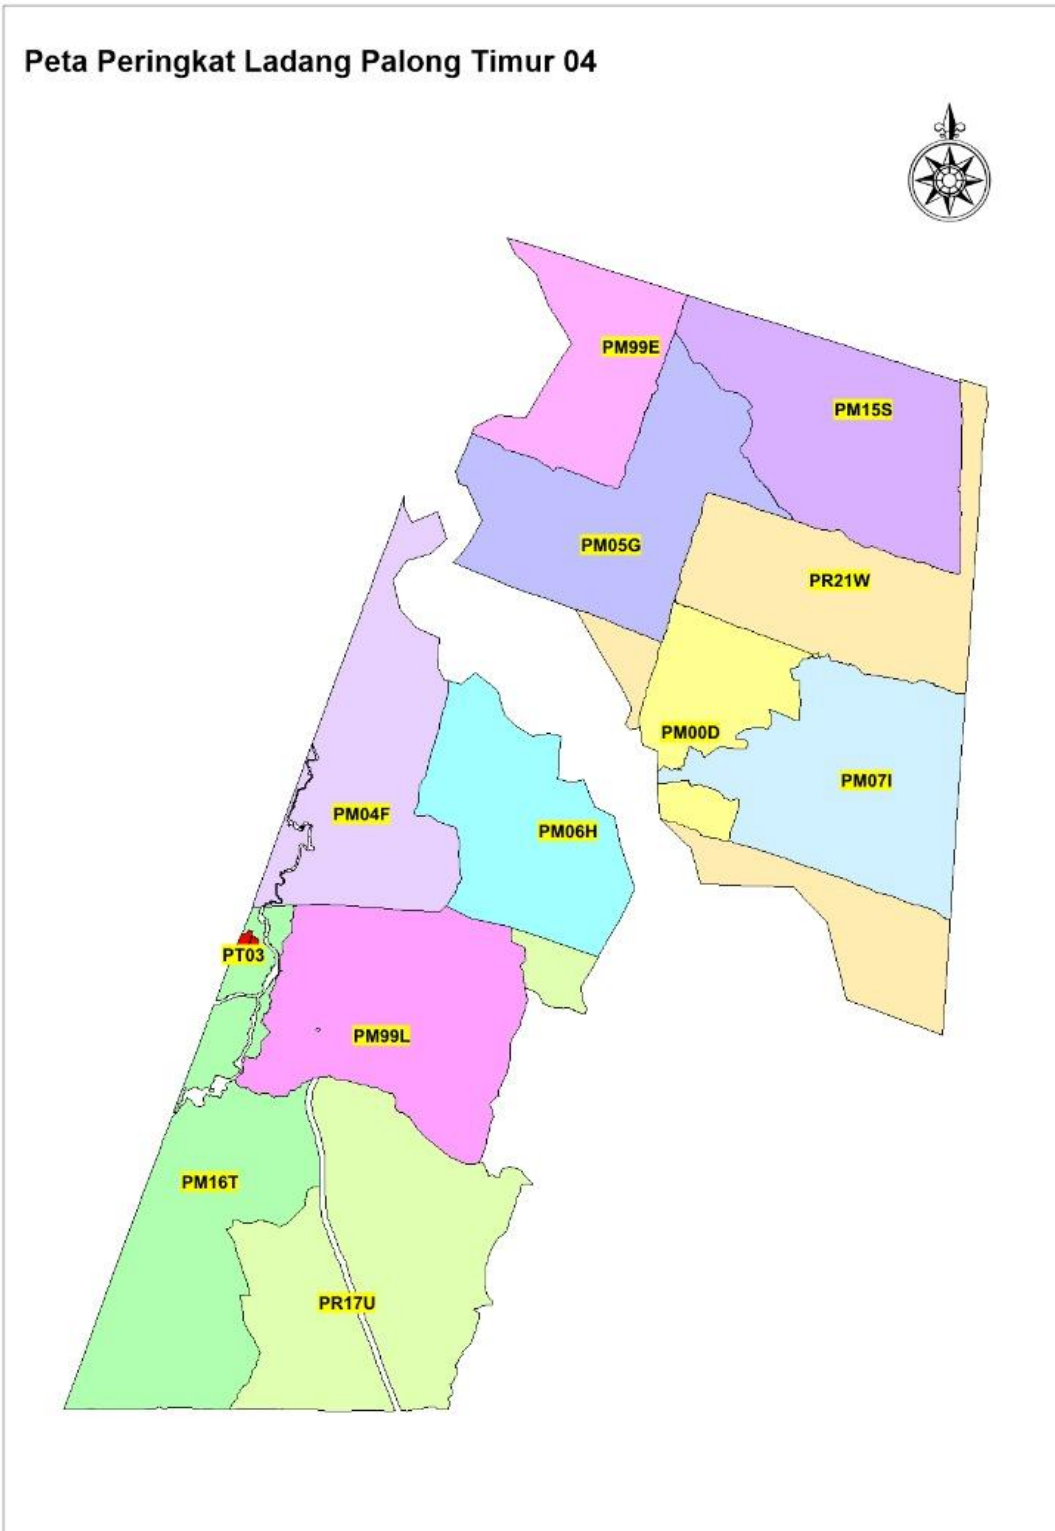 Peta Peringkat Ladang Palong Timur 04
PM99E
PM15S
PM05G
PR21W
PM00D
PM07I
PM04F
PM06H
PT03
PM99L
PM16T
PR17U